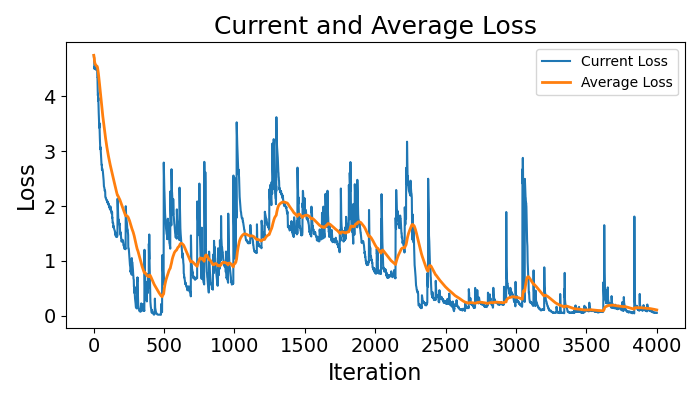 Current and Average Loss
Current Loss
Average Loss
Loss
4
3
2
1
0
0 500 1000 1500 2000 2500 3000 3500 4000
Iteration